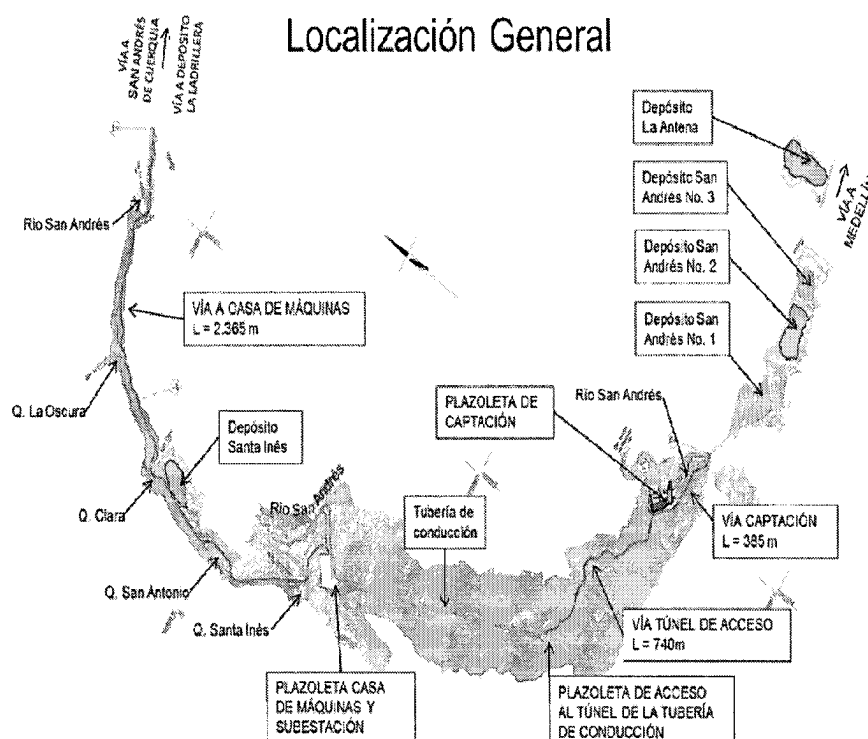 Localización General
VÍA A
SAN ANDRÉS
DE CUERQUIA
VÍA A DEPÓSITO
LA LADRILLERA
Depósito
La Antena
Depósito San
Andrés No. 3
VÍA A
MEDELLÍN
Río San Andrés
Depósito San
Andrés No. 2
VÍA A CASA DE MÁQUINAS
L = 2.365 m
Depósito San
Andrés No. 1
PLAZOLETA DE
CAPTACIÓN
Río San Andrés
Q. La Oscura
Depósito
Santa Inés
Río San Andrés
Q. Clara
Tubería de
conducción
VÍA CAPTACIÓN
L = 385 m
Q. San Antonio
Q. Santa Inés
VÍA TÚNEL DE ACCESO
L = 740m
PLAZOLETA CASA
DE MÁQUINAS Y
SUBESTACIÓN
PLAZOLETA DE ACCESO
AL TÚNEL DE LA TUBERÍA
DE CONDUCCIÓN